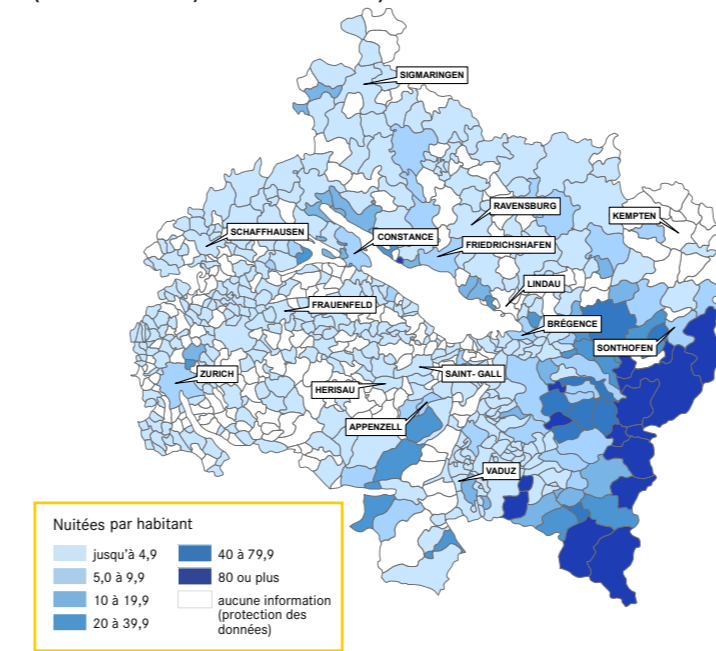 SIGMARINGEN
RAVENSBURG
KEMPTEN
SCHAFFHAUSEN
CONSTANCE
FRIEDRICHSHAFEN
LINDAU
FRAUENFELD
BRÉGENCE
SONTHOFEN
ZURICH
SAINT- GALL
HERISAU
APPENZELL
VADUZ
Nuitées par habitant
jusqu'à 4,9
5,0 à 9,9
10 à 19,9
20 à 39,9
40 à 79,9
80 ou plus
aucune information
(protection des
données)